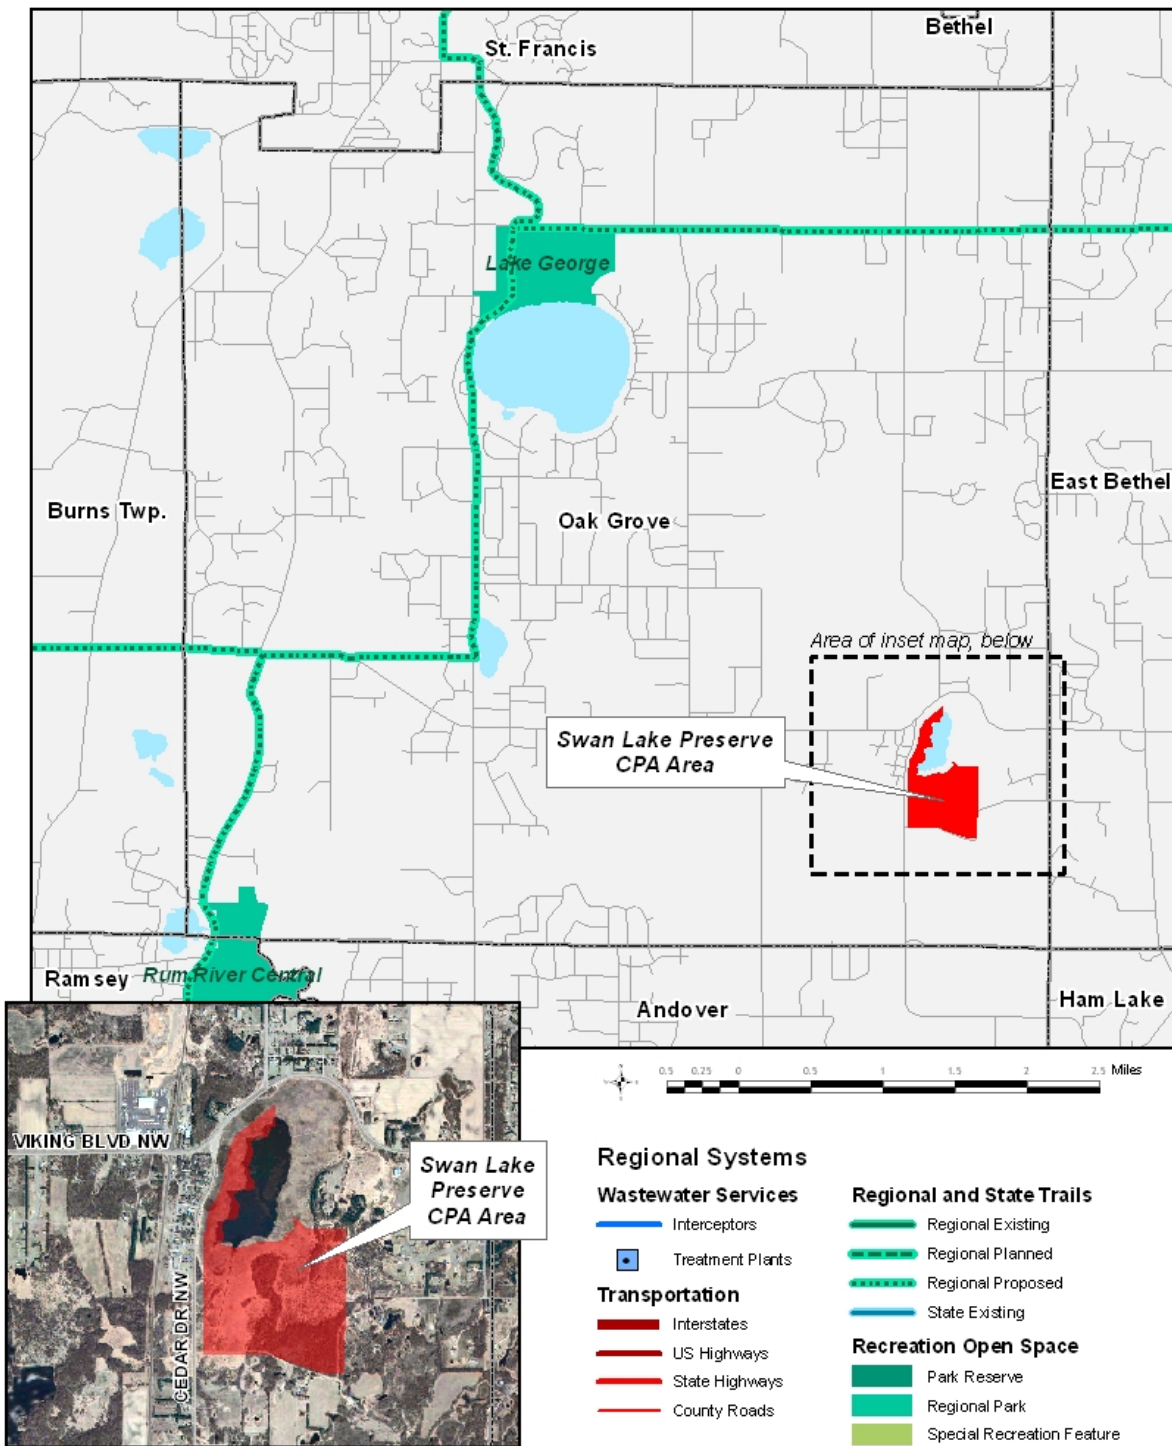 St. Francis
Bethel
Lake George
Burns Twp.
Oak Grove
East Bethel
Area of inset map, below
Swan Lake Preserve
CPA Area
Ramsey
Rum River Central
Andover
Ham Lake
VIKING BLVD NW
CEDAR DR NW
Swan Lake
Preserve
CPA Area
0.5 0.25 0 0.5 1 1.5 2 2.5 Miles
Regional Systems
Wastewater Services
Interceptors
Treatment Plants
Transportation
Interstates
US Highways
State Highways
County Roads
Regional and State Trails
Regional Existing
Regional Planned
Regional Proposed
State Existing
Recreation Open Space
Park Reserve
Regional Park
Special Recreation Feature